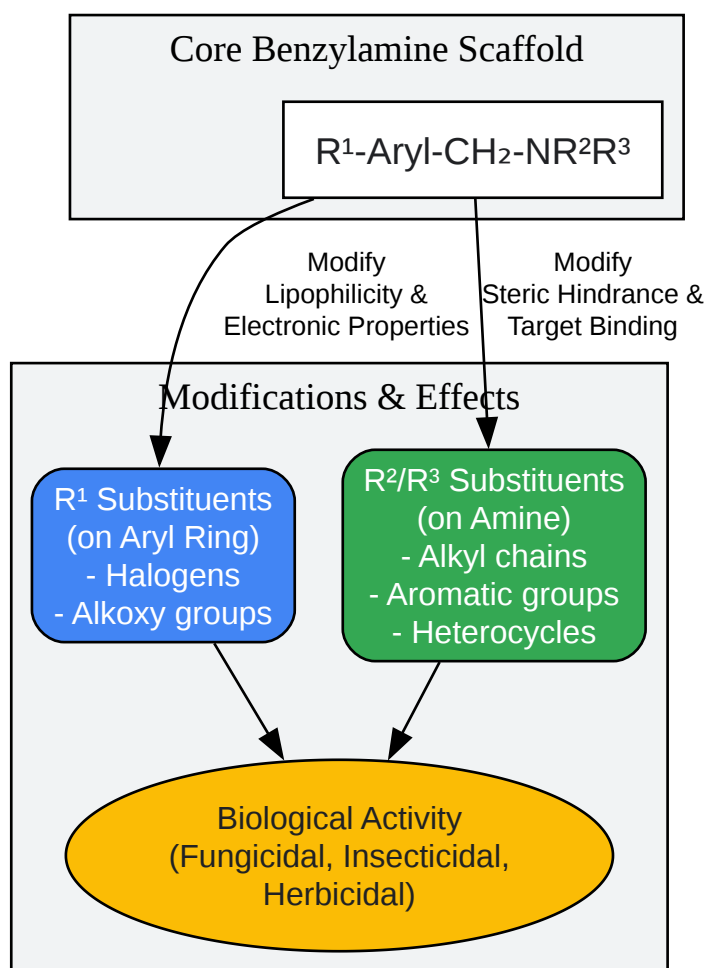 Core Benzylamine Scaffold
R¹-Aryl-CH₂-NR²R³
Modify
Lipophilicity &
Electronic Properties
Modify
Steric Hindrance &
Target Binding
Modifications & Effects
R¹ Substituents
(on Aryl Ring)
- Halogens
- Alkoxy groups
R²/R³ Substituents
(on Amine)
- Alkyl chains
- Aromatic groups
- Heterocycles
Biological Activity
(Fungicidal, Insecticidal,
Herbicidal)